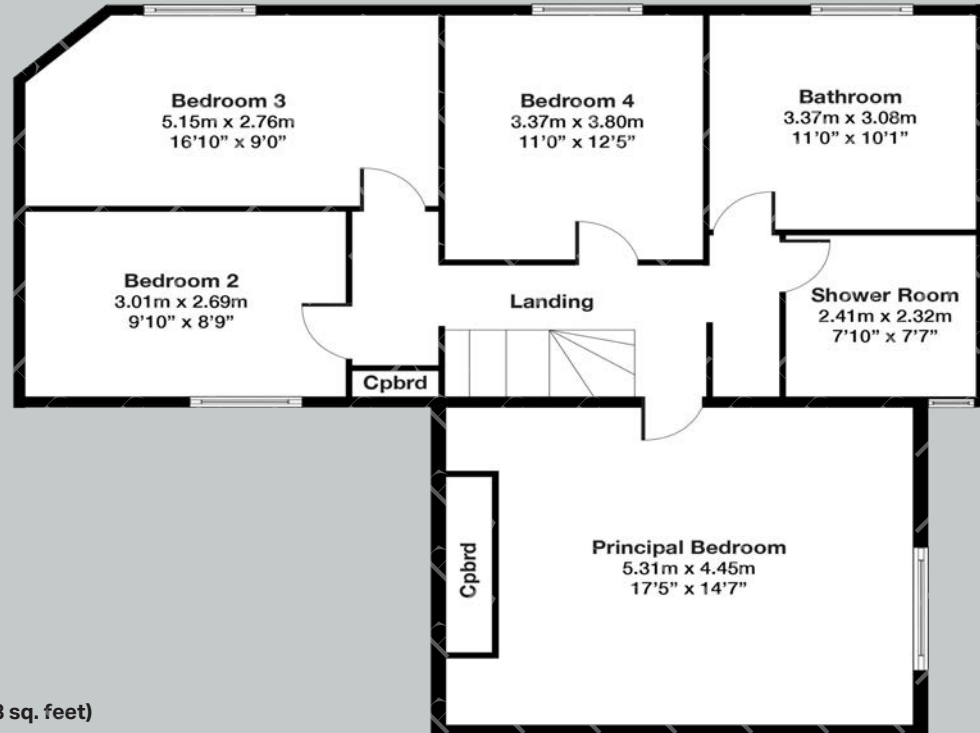 Bedroom 3
5.15m x 2.76m
16'10" x 9'0"
Bedroom 4
3.37m x 3.80m
11'0" x 12'5"
Bathroom
3.37m x 3.08m
11'0" x 10'1"
Bedroom 2
3.01m x 2.69m
9'10" x 8'9"
Landing
Shower Room
2.41m x 2.32m
7'10" x 7'7"
Cpbrd
Cpbrd
Principal Bedroom
5.31m x 4.45m
17'5" x 14'7"
sq. feet)